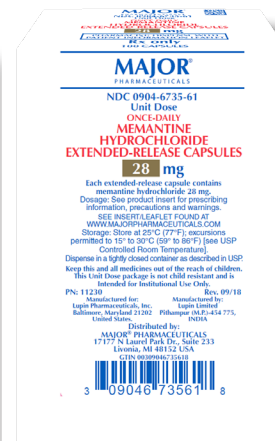 MAJOR
28 mg
100 CAPSULES
MAJOR®
PHARMACEUTICALS
NDC 0904-6735-61
Unit Dose
ONCE-DAILY
MEMANTINE
HYDROCHLORIDE
EXTENDED-RELEASE CAPSULES
28 mg
Each extended-release capsule contains
memantine hydrochloride 28 mg.
Dosage: See product insert for prescribing
information, precautions and warnings.
SEE INSERT/LEAFLET FOUND AT
WWW.MAJORPHARMACEUTICALS.COM
Storage: Store at 25°C (77°F); excursions
permitted to 15° to 30°C (59° to 86°F) [see USP
Controlled Room Temperature].
Dispense in a tightly closed container as described in USP.
Keep this and all medicines out of the reach of children.
This Unit Dose package is not child resistant and is
Intended for Institutional Use Only.
PN: 11230 Rev. 09/18
Manufactured for: Manufactured by:
Lupin Pharmaceuticals, Inc. Lupin Limited
Baltimore, Maryland 21202 Pithampur (M.P.)-454 775,
United States. INDIA
Distributed by:
MAJOR® PHARMACEUTICALS
17177 N Laurel Park Dr., Suite 233
Livonia, MI 48152 USA
GTIN 00309046735618
3 09046 73561 8